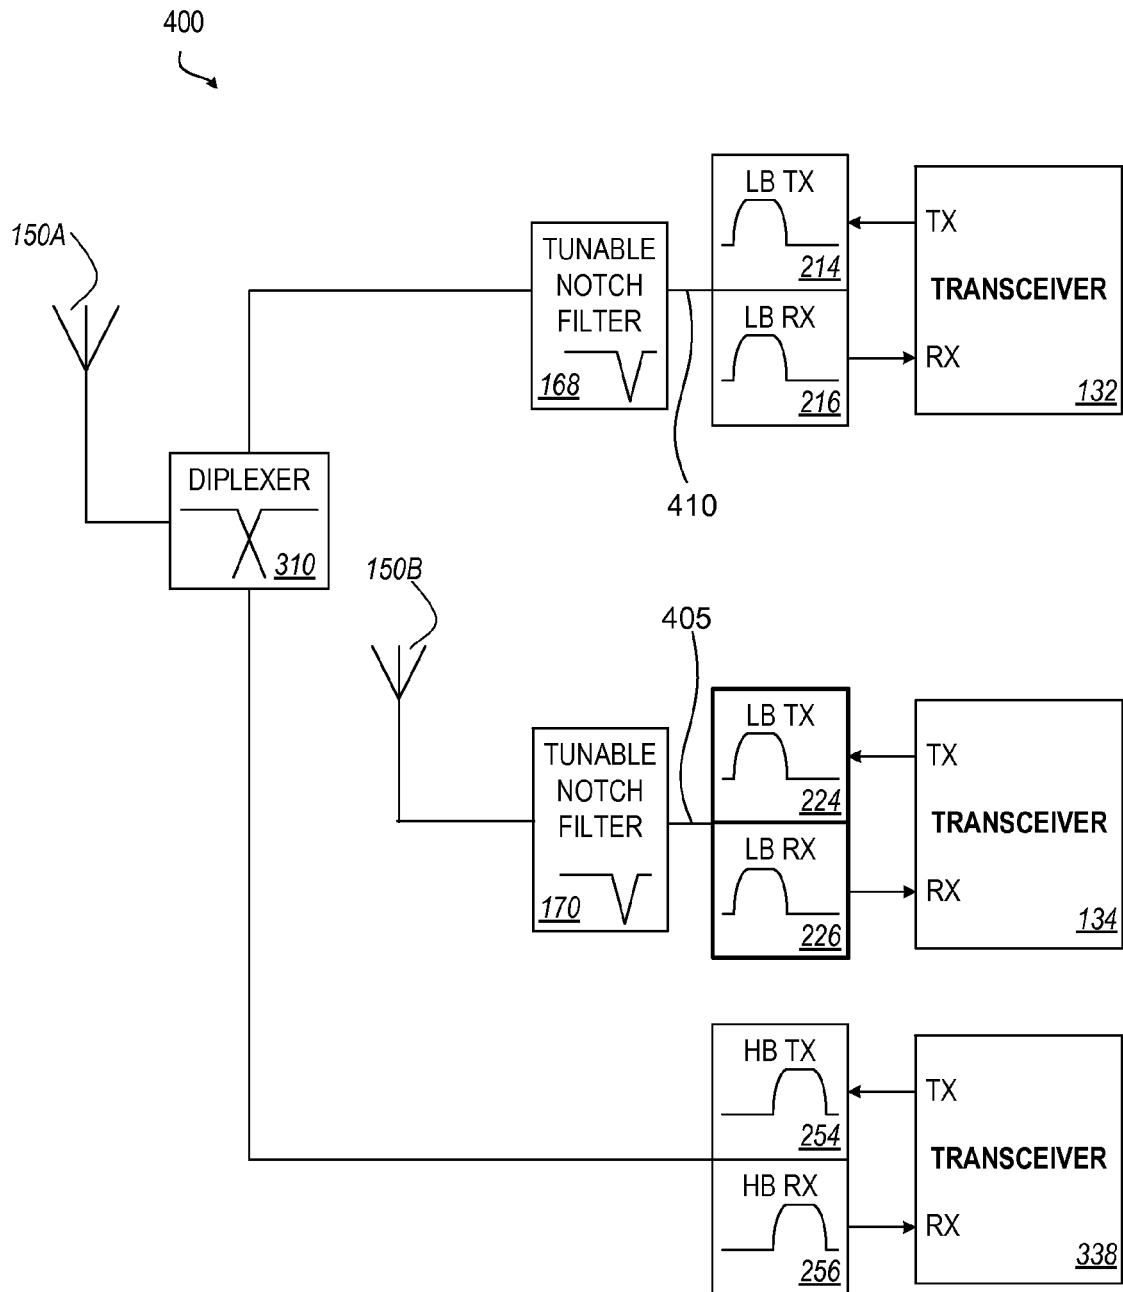 400
150A
DIPLEXER
310
TUNABLE
NOTCH
FILTER
168
410
LB TX
214
LB RX
216
TX
TRANSCEIVER
RX
132
150B
405
TUNABLE
NOTCH
FILTER
170
LB TX
224
LB RX
226
TX
TRANSCEIVER
RX
134
HB TX
254
HB RX
256
TX
TRANSCEIVER
RX
338